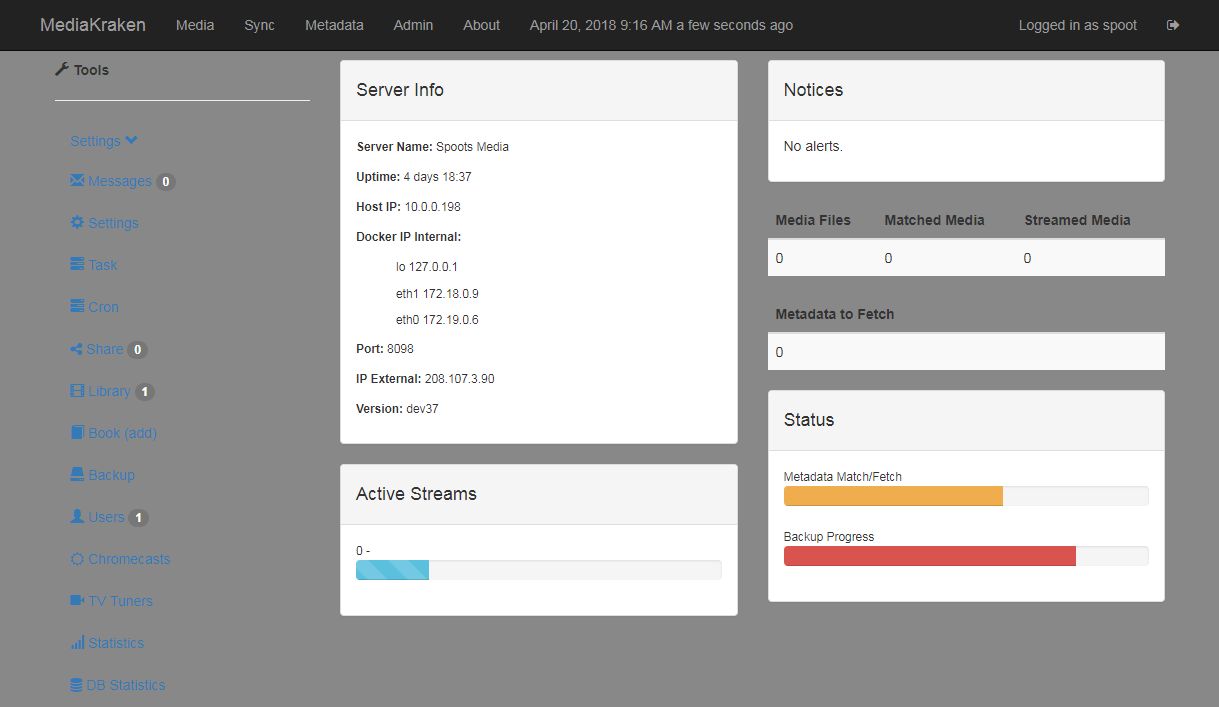 MediaKraken Media Sync Metadata Admin About April 20, 2018 9:16 AM a few seconds ago Logged in as spoot
Tools
Settings
Messages 0
Settings
Task
Cron
Share 0
Library 1
Book (add)
Backup
Users 1
Chromecasts
TV Tuners
Statistics
DB Statistics
Server Info
Server Name: Spoots Media
Uptime: 4 days 18:37
Host IP: 10.0.0.198
Docker IP Internal:
lo 127.0.0.1
eth1 172.18.0.9
eth0 172.19.0.6
Port: 8098
IP External: 208.107.3.90
Version: dev37
Active Streams
0 -
Notices
No alerts.
Media Files Matched Media Streamed Media
0 0 0
Metadata to Fetch
0
Status
Metadata Match/Fetch
Backup Progress